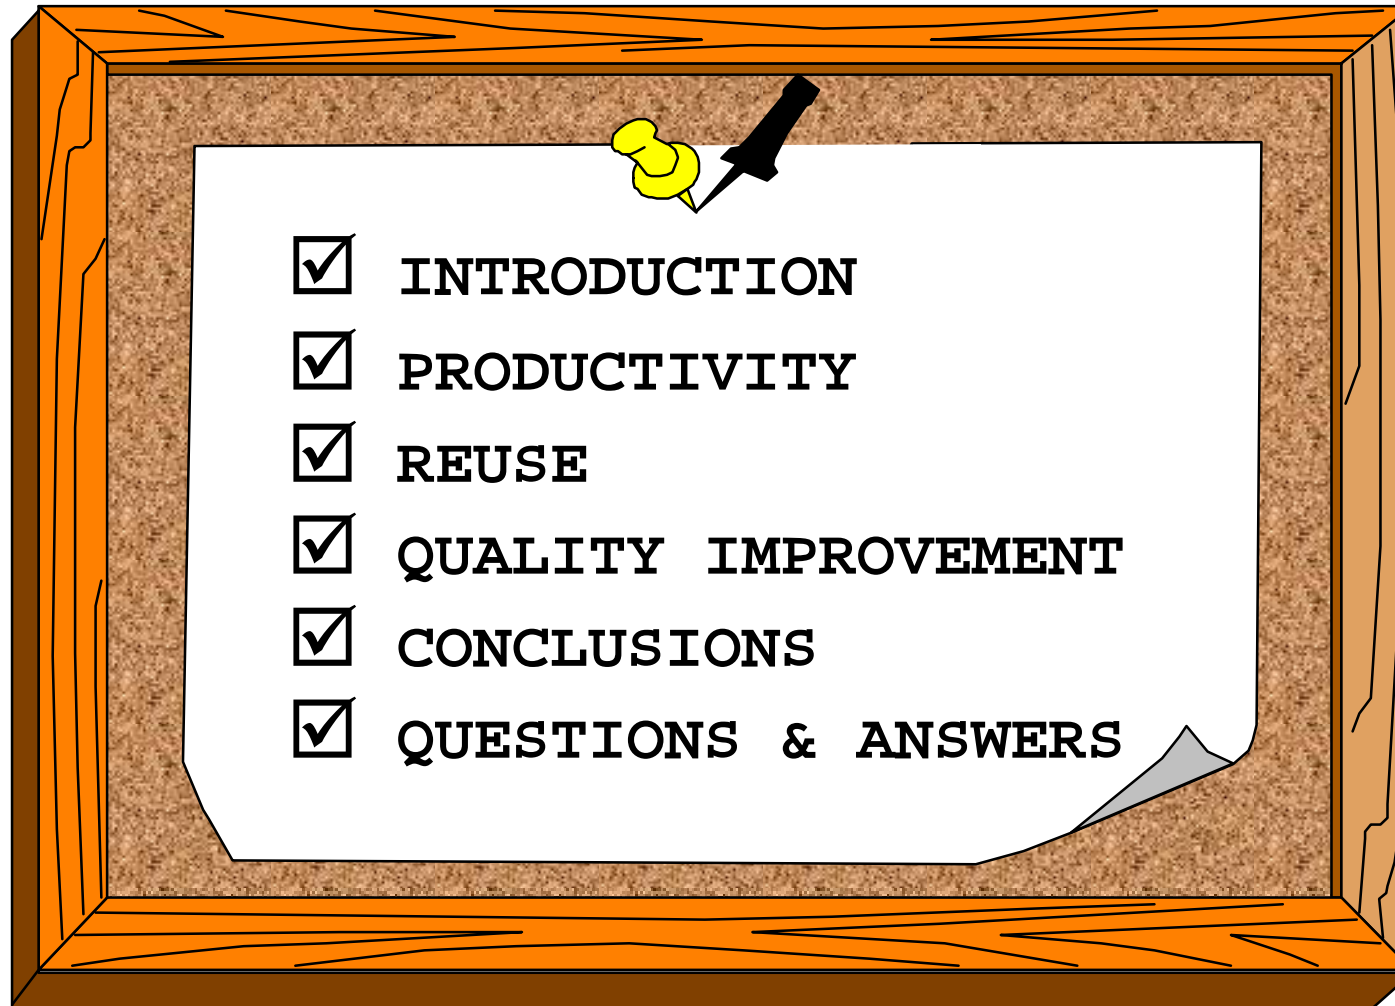 INTRODUCTION
PRODUCTIVITY
REUSE
QUALITY IMPROVEMENT
CONCLUSIONS
QUESTIONS & ANSWERS